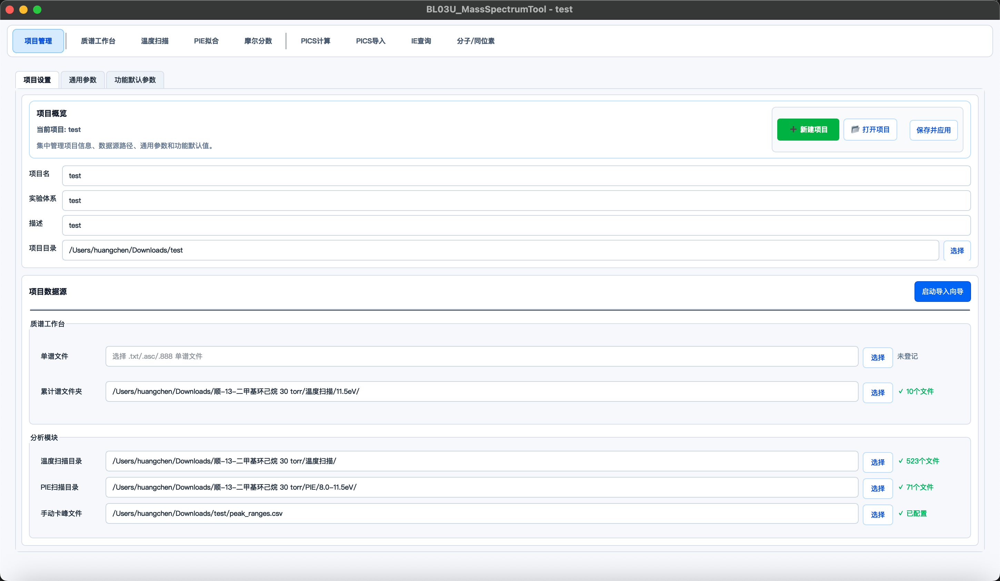 BL03U_MassSpectrumTool - test
项目管理 质谱工作台 温度扫描 PIE拟合 摩尔分数 PICS计算 PICS导入 IE查询 分子/同位素
项目设置 通用参数 功能默认参数
项目概览
当前项目: test
集中管理项目信息、数据源路径、通用参数和功能默认值。
新建项目 打开项目 保存并应用
项目名 test
实验体系 test
描述 test
项目目录 /Users/huangchen/Downloads/test 选择
项目数据源 启动导入向导
质谱工作台
单谱文件 选择 .txt/.asc/.888 单谱文件 选择 未登记
累计谱文件夹 /Users/huangchen/Downloads/顺-13-二甲基环己烷 30 torr/温度扫描/11.5eV/ 选择 ✓ 10个文件
分析模块
温度扫描目录 /Users/huangchen/Downloads/顺-13-二甲基环己烷 30 torr/温度扫描/ 选择 ✓ 523个文件
PIE扫描目录 /Users/huangchen/Downloads/顺-13-二甲基环己烷 30 torr/PIE/8.0-11.5eV/ 选择 ✓ 71个文件
手动卡峰文件 /Users/huangchen/Downloads/test/peak_ranges.csv 选择 ✓ 已配置